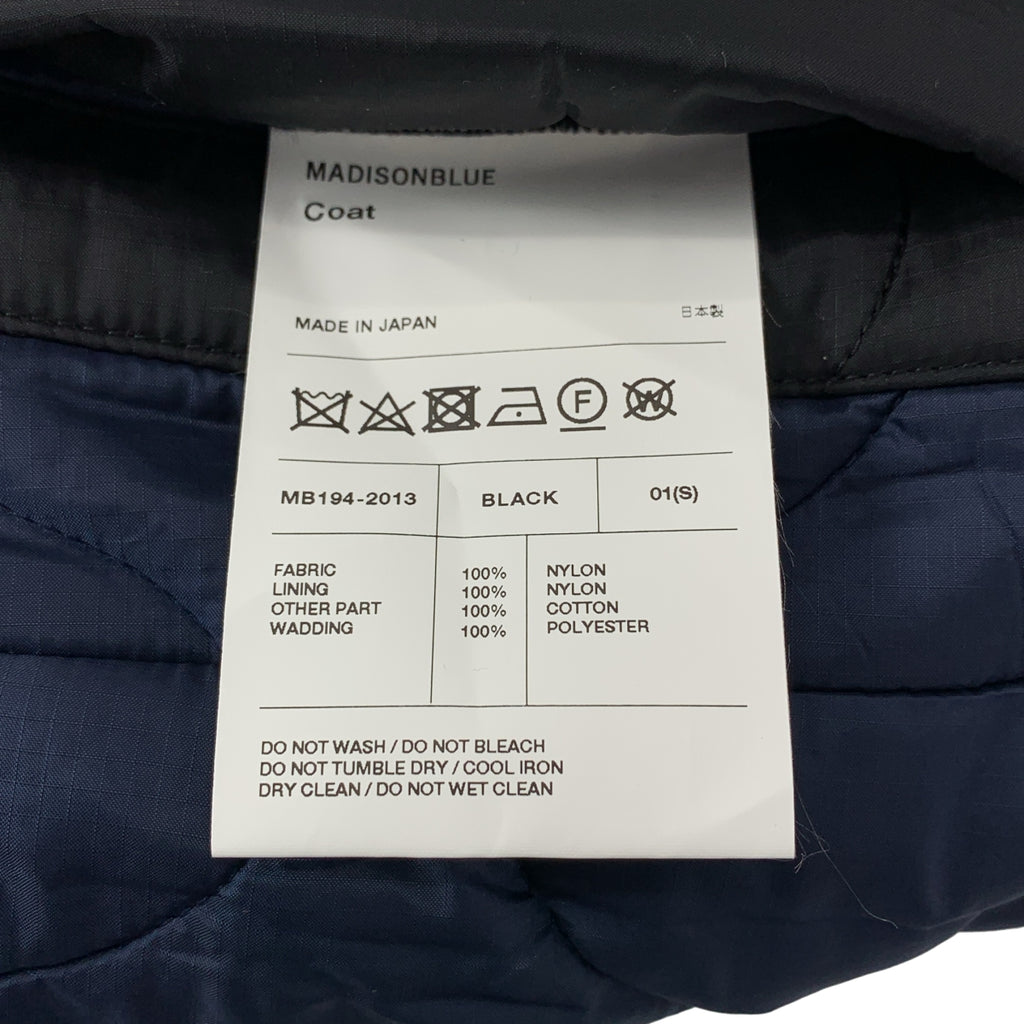 MADISONBLUE
Coat
MADE IN JAPAN 日本製
F W
MB194-2013 BLACK 01(S)
FABRIC 100% NYLON
LINING 100% NYLON
OTHER PART 100% COTTON
WADDING 100% POLYESTER
DO NOT WASH / DO NOT BLEACH
DO NOT TUMBLE DRY / COOL IRON
DRY CLEAN / DO NOT WET CLEAN